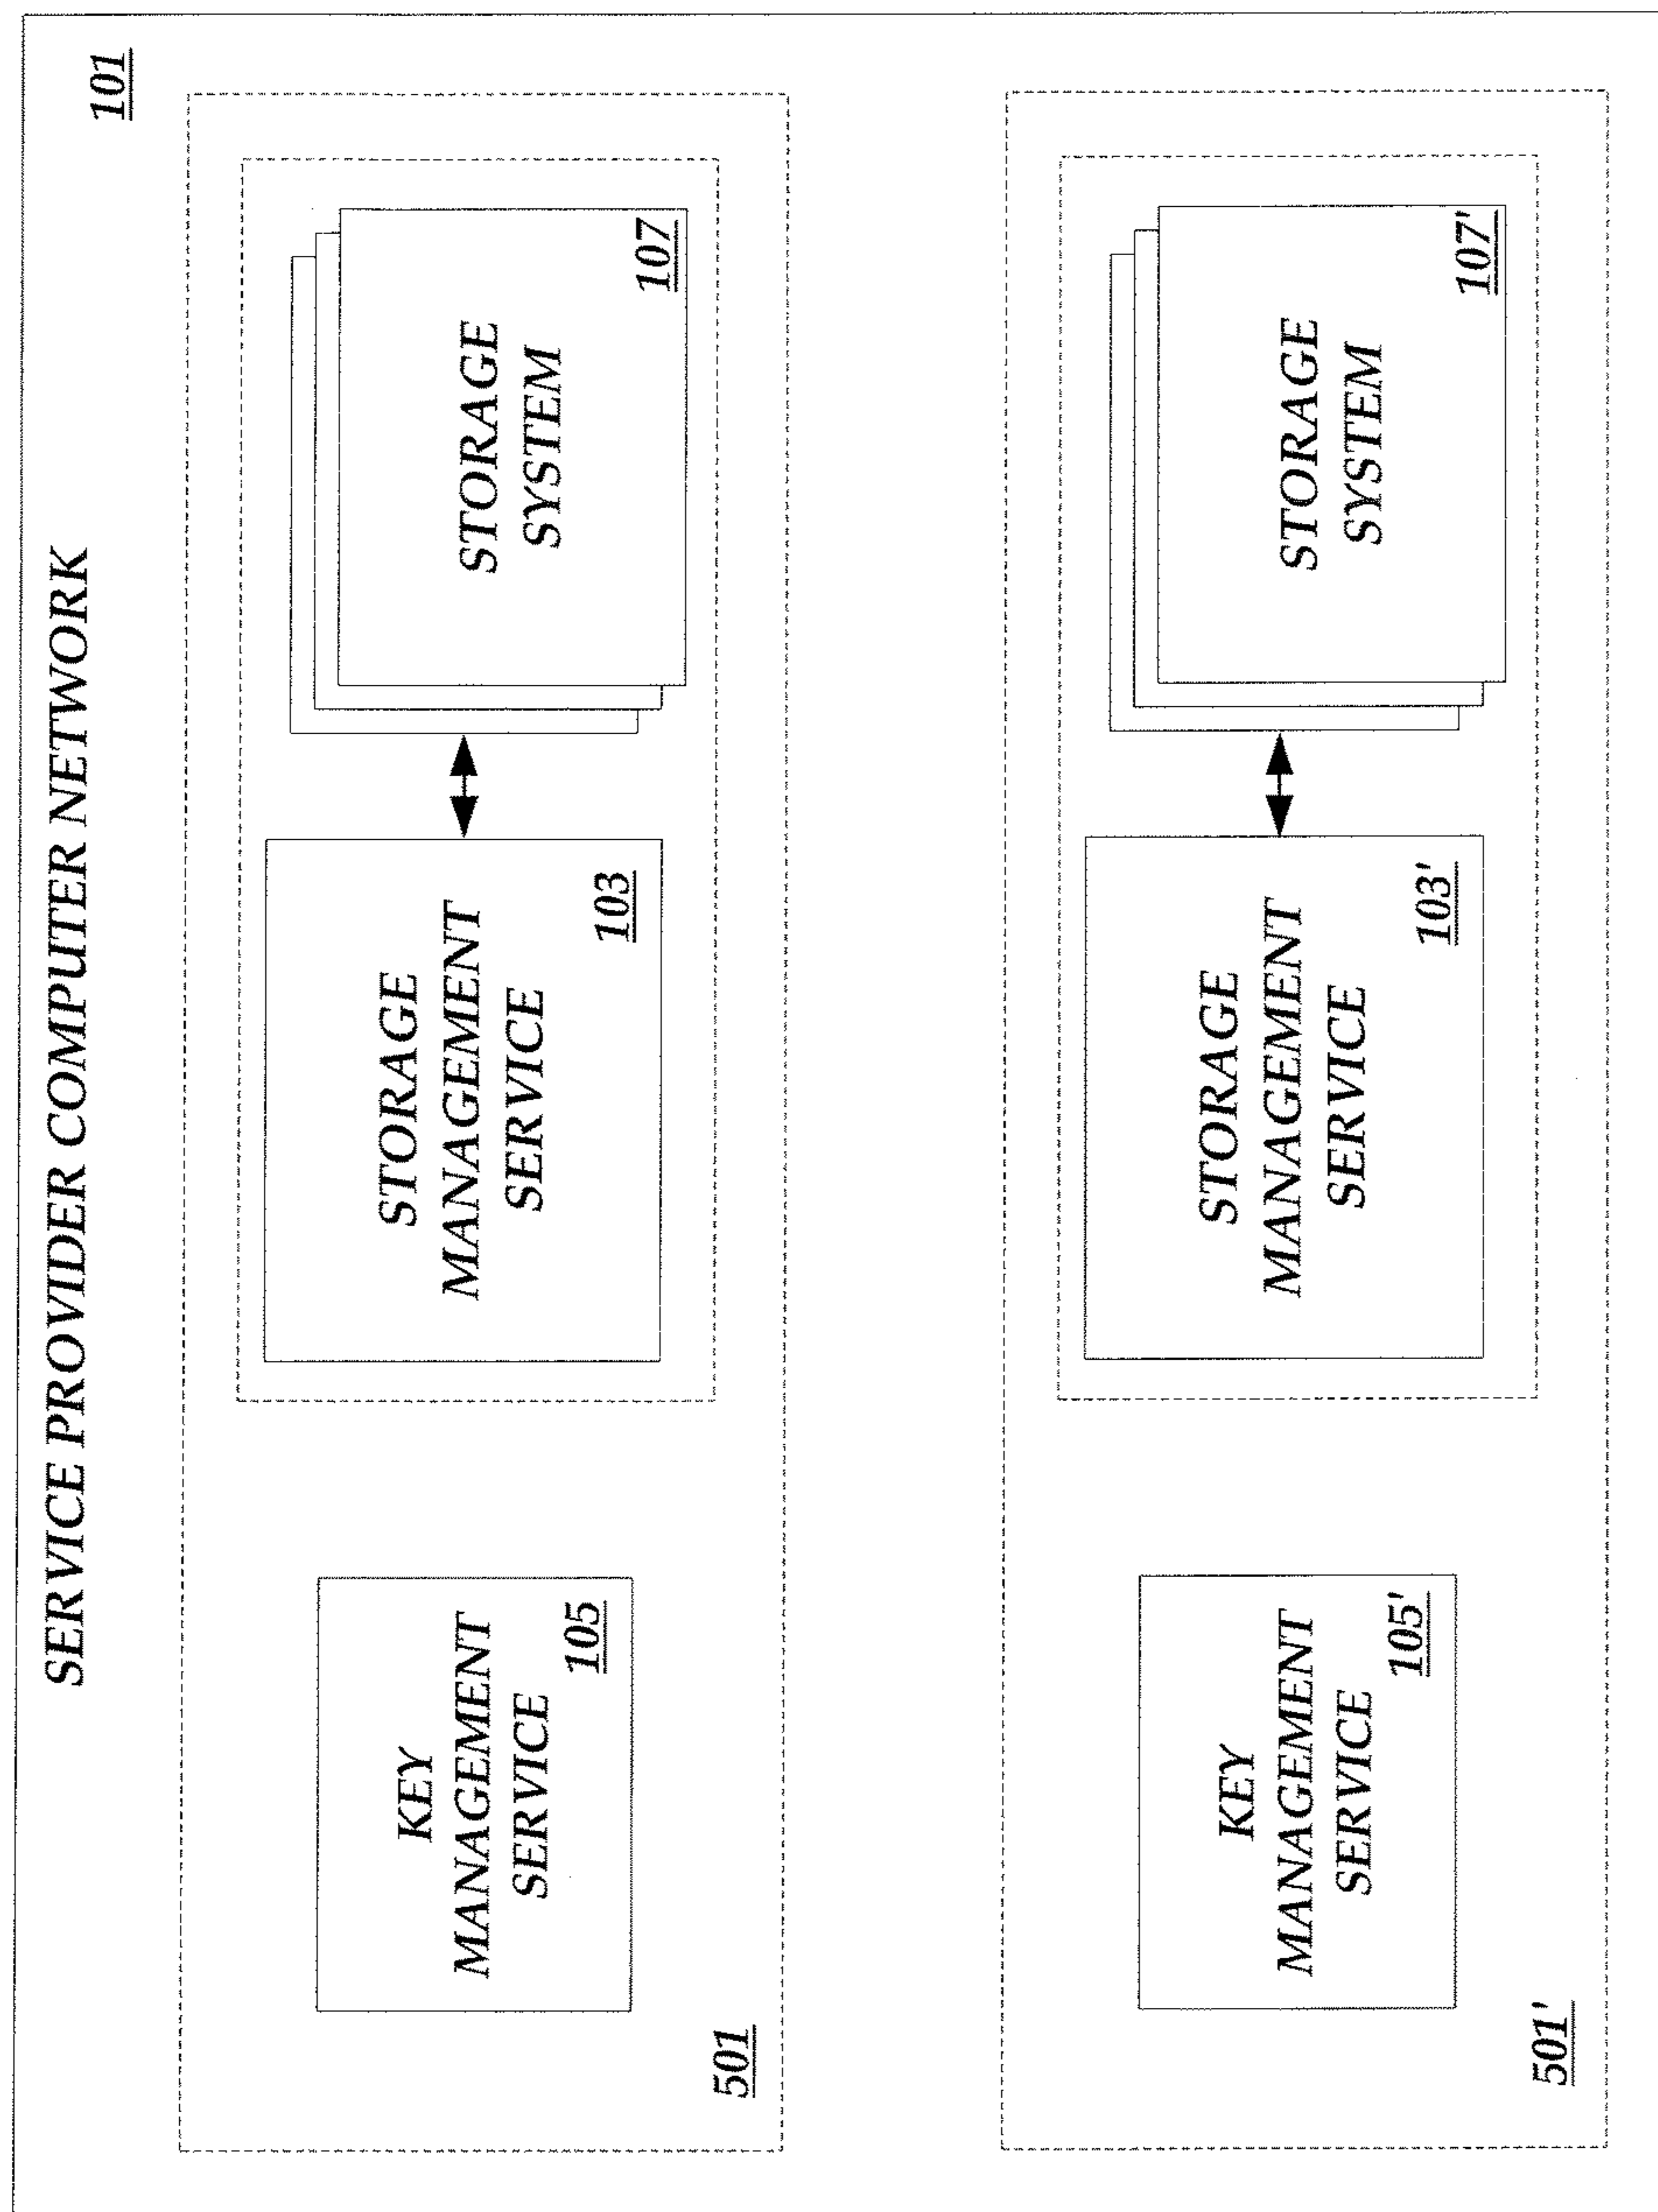 SERVICE PROVIDER COMPUTER NETWORK
101
KEY
MANAGEMENT
SERVICE
105
STORAGE
MANAGEMENT
SERVICE
103
STORAGE
SYSTEM
107
501
KEY
MANAGEMENT
SERVICE
105'
STORAGE
MANAGEMENT
SERVICE
103'
STORAGE
SYSTEM
107'
501'